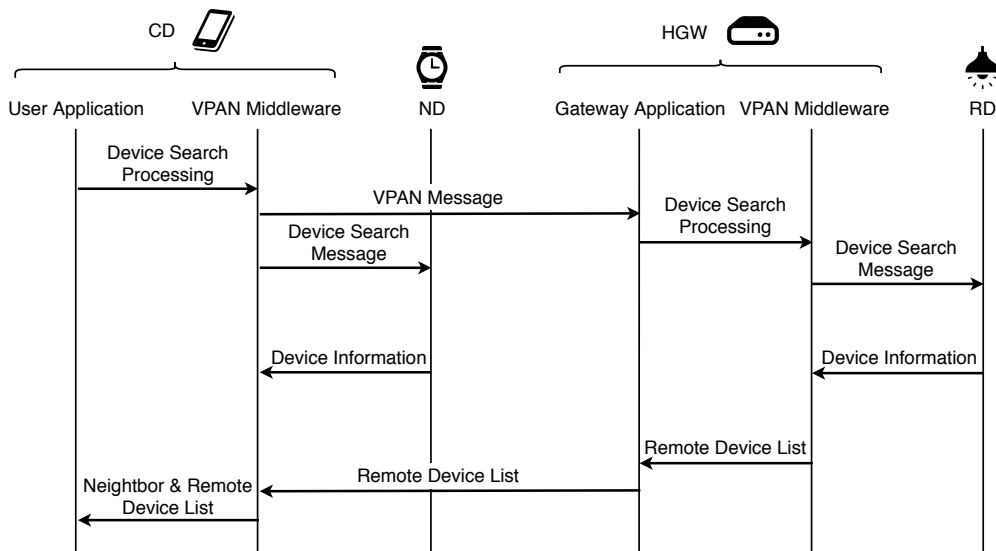 CD
HGW
User Application
VPAN Middleware
ND
Gateway Application
VPAN Middleware
RD
Device Search
Processing
VPAN Message
Device Search
Processing
Device Search
Message
Device Search
Message
Device Information
Device Information
Remote Device List
Remote Device List
Neightbor & Remote
Device List